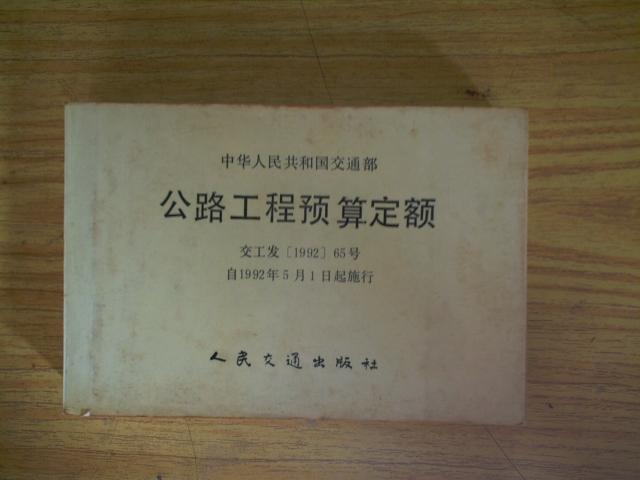 中华人民共和国交通部
公路工程预算定额
交工发〔1992〕65号
自1992年5月1日起施行
人民交通出版社